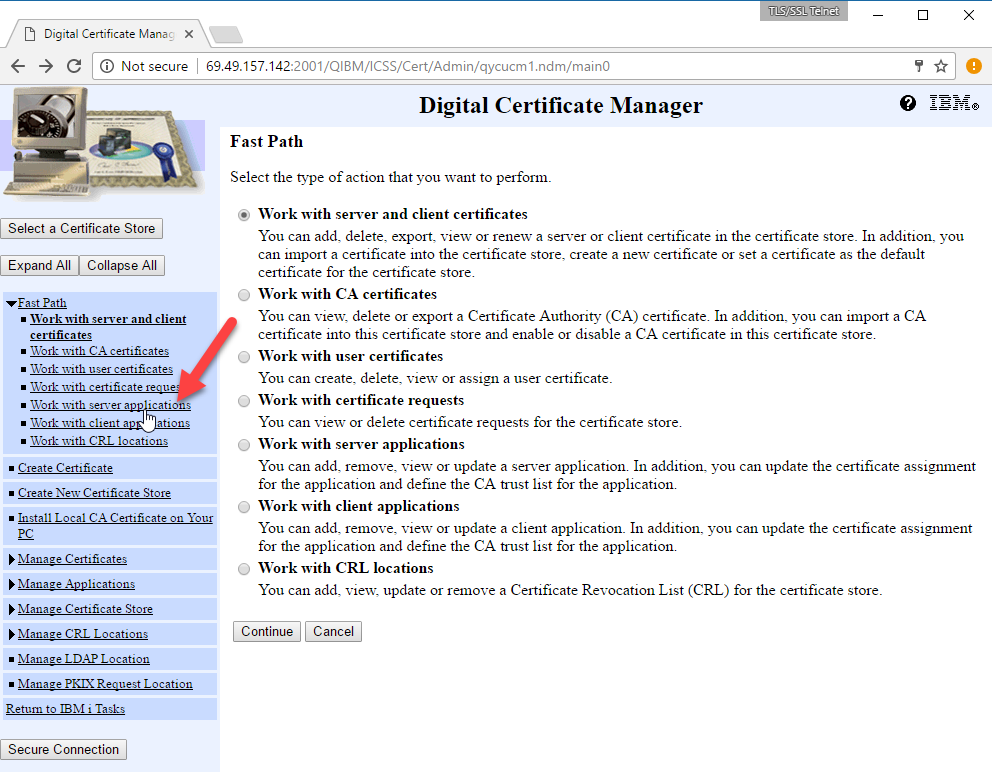 TLS/SSL Telnet
Digital Certificate Manag
Not secure
69.49.157.142:2001/QIBM/ICSS/Cert/Admin/qycucm1.ndm/main0
Digital Certificate Manager
IBM®
Select a Certificate Store
Expand All
Collapse All
Fast Path
Work with server and client
certificates
Work with CA certificates
Work with user certificates
Work with certificate reques
Work with server applications
Work with client applications
Work with CRL locations
Create Certificate
Create New Certificate Store
Install Local CA Certificate on Your
PC
Manage Certificates
Manage Applications
Manage Certificate Store
Manage CRL Locations
Manage LDAP Location
Manage PKIX Request Location
Return to IBM i Tasks
Secure Connection
Fast Path
Select the type of action that you want to perform.
Work with server and client certificates
You can add, delete, export, view or renew a server or client certificate in the certificate store. In addition, you
can import a certificate into the certificate store, create a new certificate or set a certificate as the default
certificate for the certificate store.
Work with CA certificates
You can view, delete or export a Certificate Authority (CA) certificate. In addition, you can import a CA
certificate into this certificate store and enable or disable a CA certificate in this certificate store.
Work with user certificates
You can create, delete, view or assign a user certificate.
Work with certificate requests
You can view or delete certificate requests for the certificate store.
Work with server applications
You can add, remove, view or update a server application. In addition, you can update the certificate assignment
for the application and define the CA trust list for the application.
Work with client applications
You can add, remove, view or update a client application. In addition, you can update the certificate assignment
for the application and define the CA trust list for the application.
Work with CRL locations
You can add, view, update or remove a Certificate Revocation List (CRL) for the certificate store.
Continue
Cancel